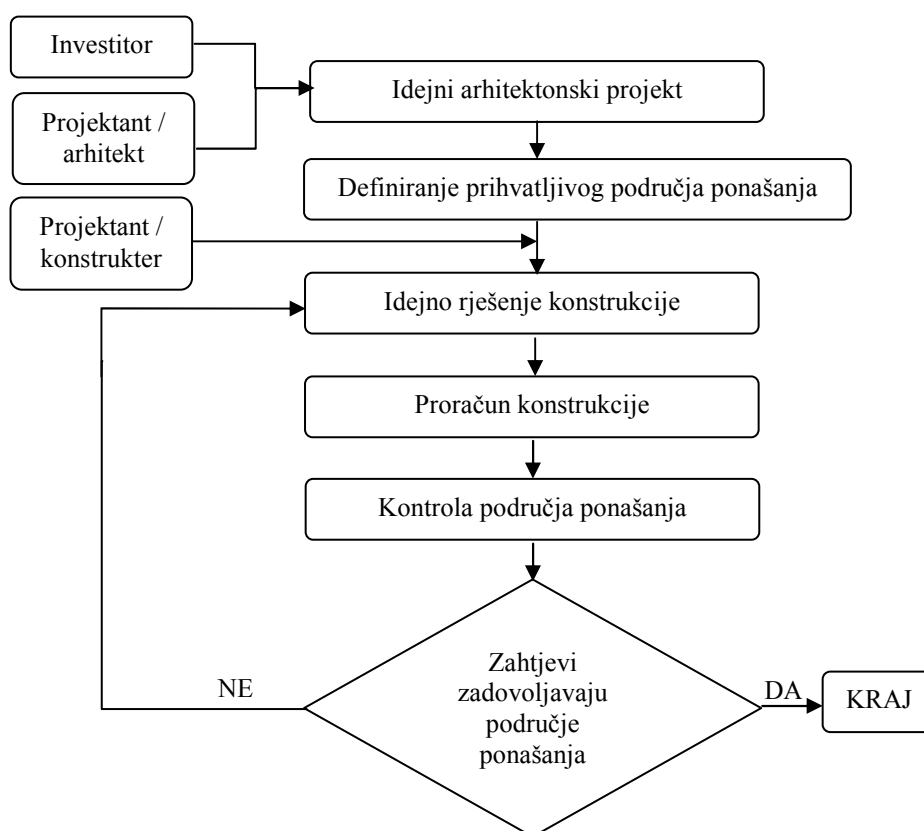 Investitor
Idejni arhitektonski projekt
Projektant /
arhitekt
Definiranje prihvatljivog područja ponašanja
Projektant /
konstrukter
Idejno rješenje konstrukcije
Proračun konstrukcije
Kontrola područja ponašanja
Zahtjevi
zadovoljavaju
područje
ponašanja
NE
DA
KRAJ